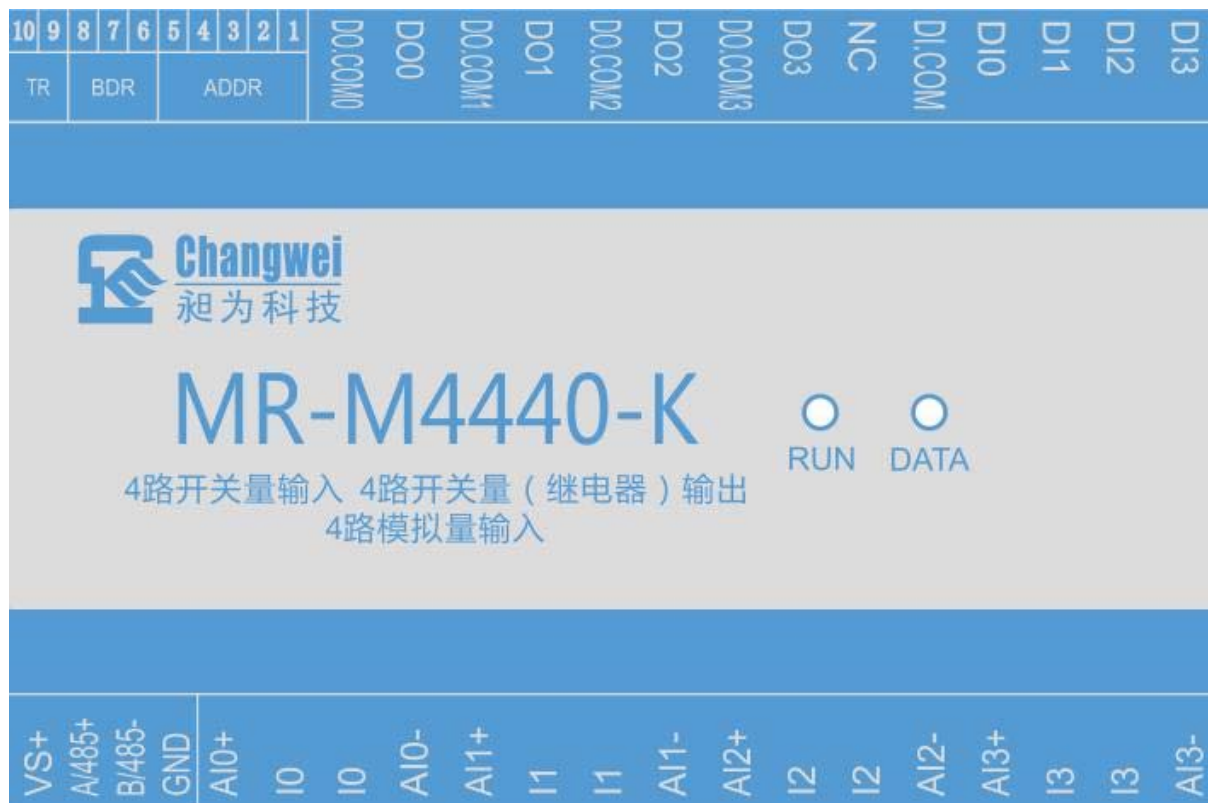 10 9 8 7 6 5 4 3 2 1
TR BDR ADDR
DO.COM0 DO0 DO.COM1 DO1 DO.COM2 DO2 DO.COM3 DO3 NC DI.COM DI0 DI1 DI2 DI3
Changwei
昶为科技
MR-M4440-K
RUN DATA
4路开关量输入 4路开关量(继电器)输出
4路模拟量输入
VS+ A/485+ B/485- GND AI0+ I0 I0 AI0- AI1+ I1 I1 AI1- AI2+ I2 I2 AI2- AI3+ I3 I3 AI3-